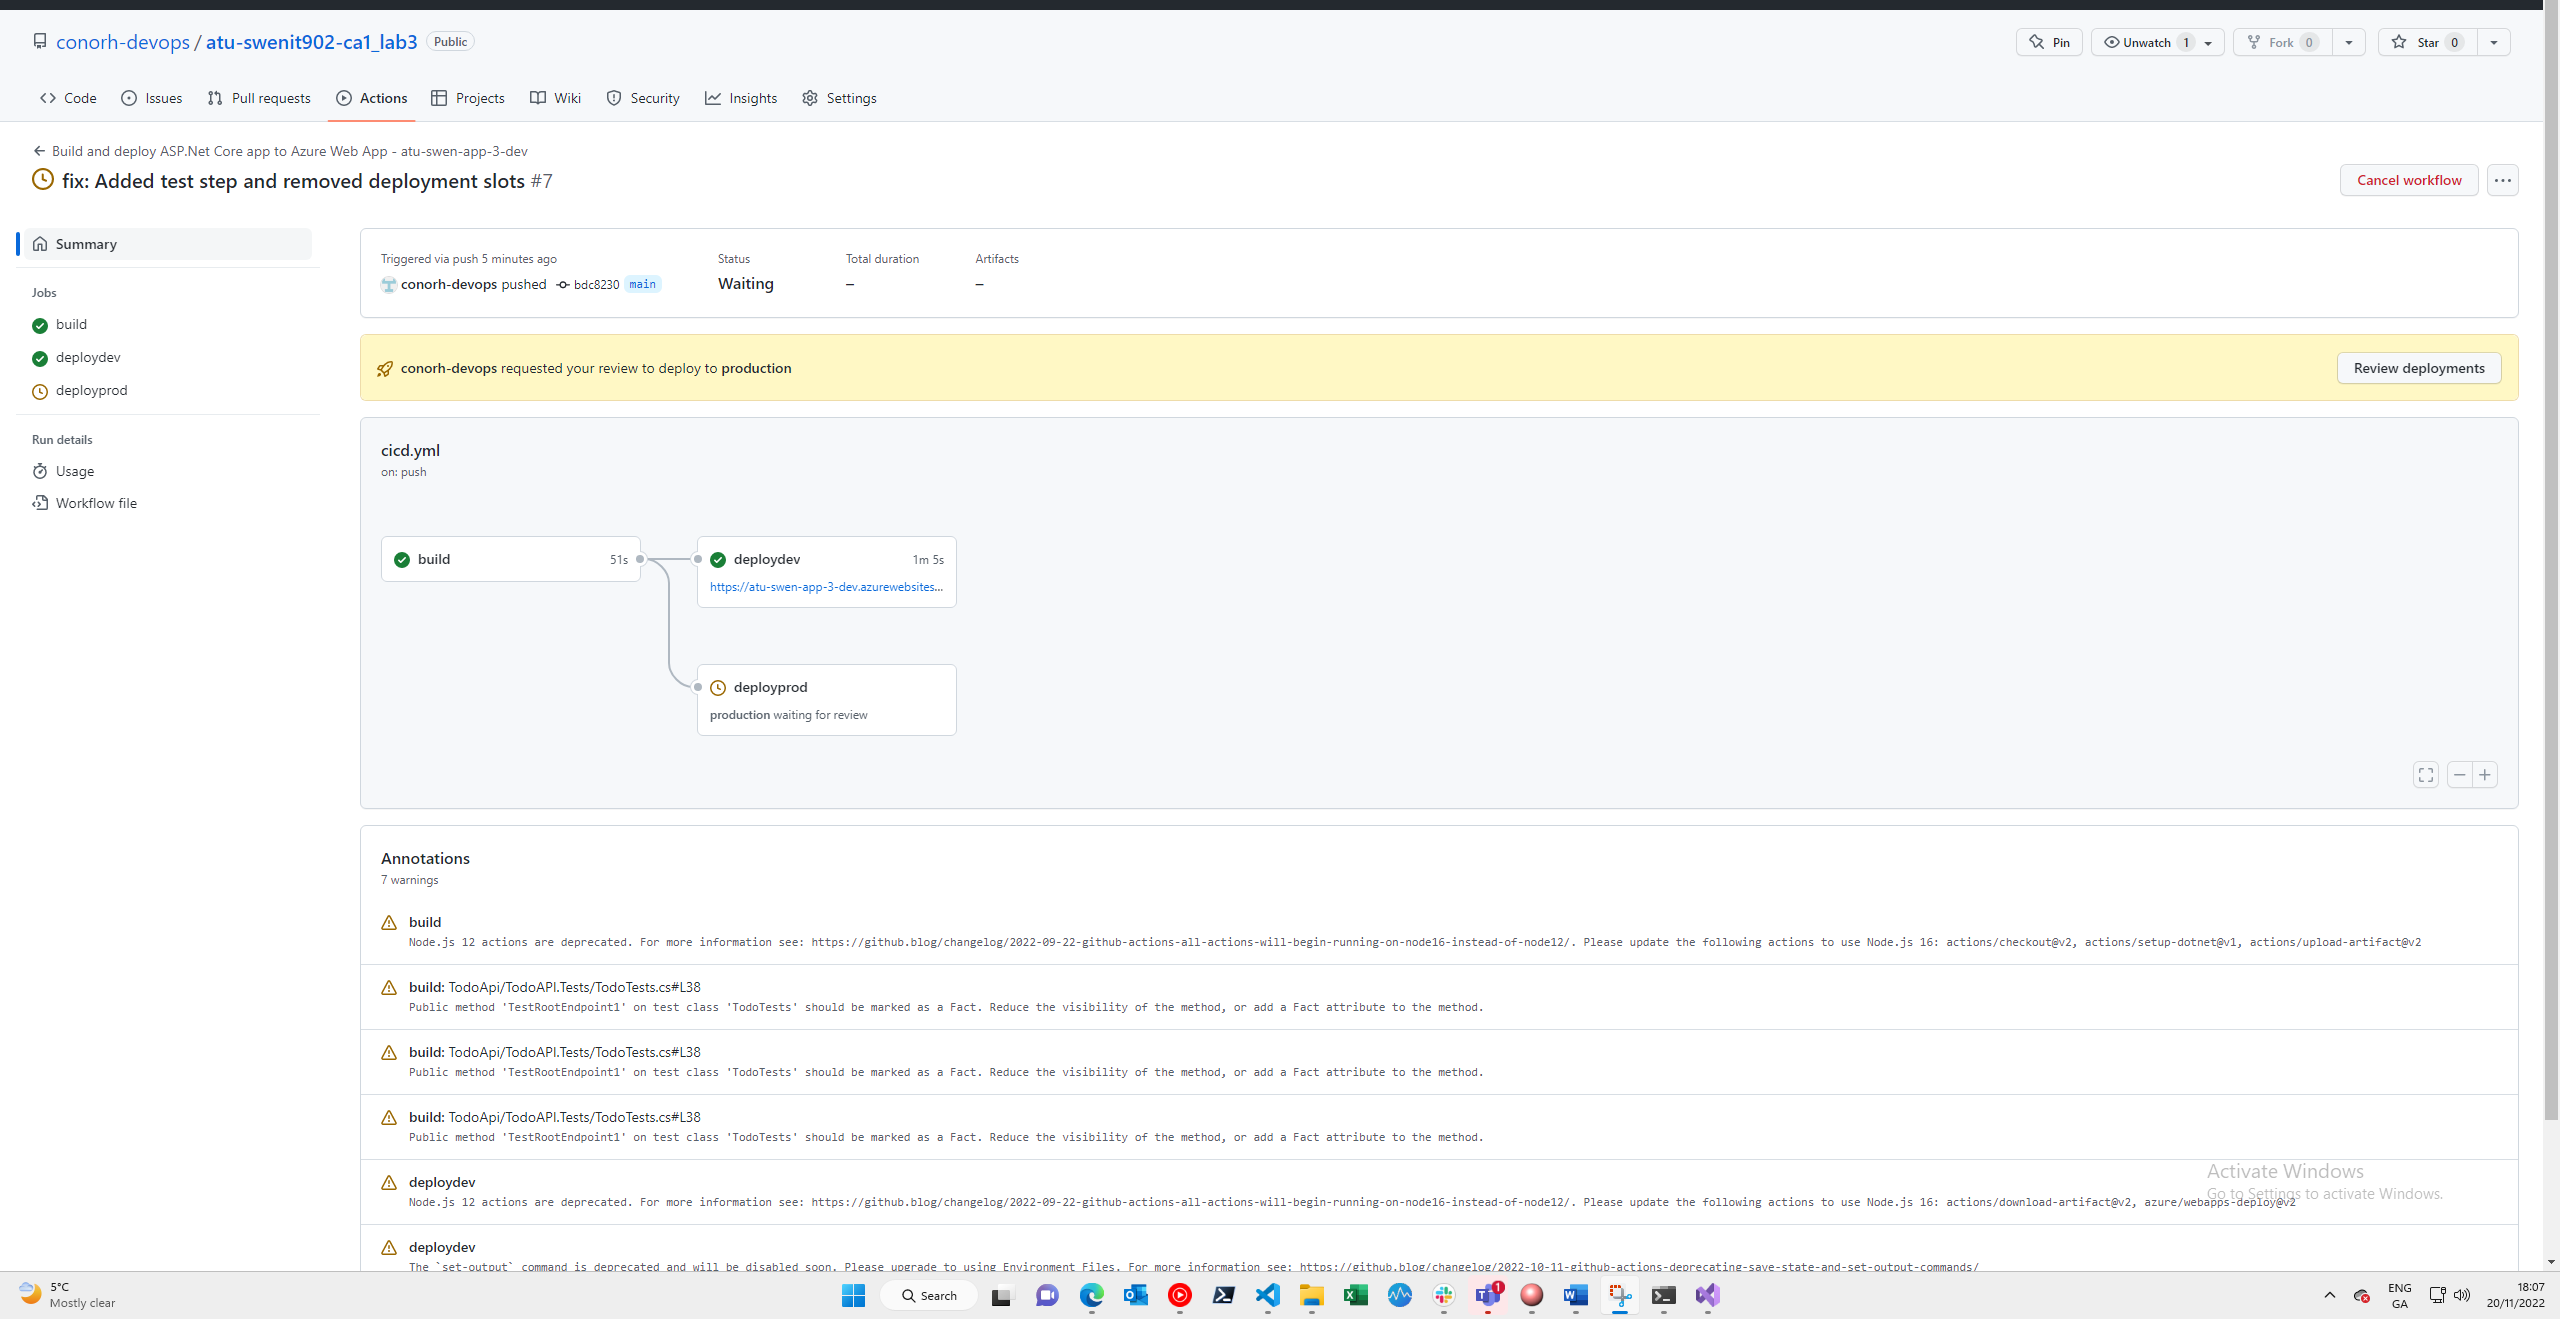 conorh-devops / atu-swenit902-ca1_lab3 Public
Pin Unwatch 1 Fork 0 Star 0
Code Issues Pull requests Actions Projects Wiki Security Insights Settings
Build and deploy ASP.Net Core app to Azure Web App - atu-swen-app-3-dev
fix: Added test step and removed deployment slots #7
Cancel workflow
Summary
Jobs
build
deploydev
deployprod
Run details
Usage
Workflow file
Triggered via push 5 minutes ago
conorh-devops pushed bdc8230 main
Status
Waiting
Total duration
–
Artifacts
–
conorh-devops requested your review to deploy to production
Review deployments
cicd.yml
on: push
build 51s
deploydev 1m 5s
https://atu-swen-app-3-dev.azurewebsites...
deployprod
production waiting for review
Annotations
7 warnings
build
Node.js 12 actions are deprecated. For more information see: https://github.blog/changelog/2022-09-22-github-actions-all-actions-will-begin-running-on-node16-instead-of-node12/. Please update the following actions to use Node.js 16: actions/checkout@v2, actions/setup-dotnet@v1, actions/upload-artifact@v2
build: TodoApi/TodoAPI.Tests/TodoTests.cs#L38
Public method 'TestRootEndpoint1' on test class 'TodoTests' should be marked as a Fact. Reduce the visibility of the method, or add a Fact attribute to the method.
build: TodoApi/TodoAPI.Tests/TodoTests.cs#L38
Public method 'TestRootEndpoint1' on test class 'TodoTests' should be marked as a Fact. Reduce the visibility of the method, or add a Fact attribute to the method.
build: TodoApi/TodoAPI.Tests/TodoTests.cs#L38
Public method 'TestRootEndpoint1' on test class 'TodoTests' should be marked as a Fact. Reduce the visibility of the method, or add a Fact attribute to the method.
deploydev
Node.js 12 actions are deprecated. For more information see: https://github.blog/changelog/2022-09-22-github-actions-all-actions-will-begin-running-on-node16-instead-of-node12/. Please update the following actions to use Node.js 16: actions/download-artifact@v2, azure/webapps-deploy@v2
deploydev
The `set-output` command is deprecated and will be disabled soon. Please upgrade to using Environment Files. For more information see: https://github.blog/changelog/2022-10-11-github-actions-deprecating-save-state-and-set-output-commands/
Activate Windows
Go to Settings to activate Windows.
5°C
Mostly clear
Search
1
ENG
GA
18:07
20/11/2022